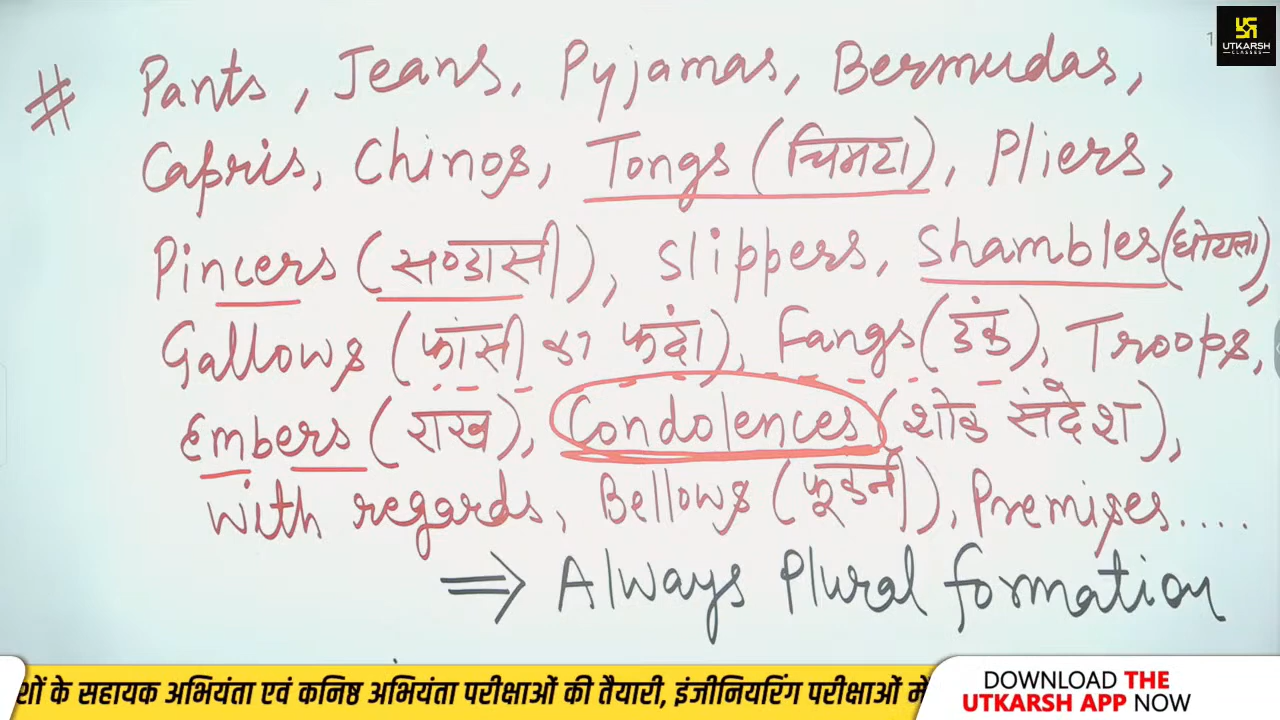 UTKARSH
CLASSES
# Pants, Jeans, Pyjamas, Bermudas,
Capris, Chinos, Tongs (चिमटा), Pliers,
Pincers (सण्डासी), Slippers, Shambles (घोयला),
Gallows (फांसी का फंदा), Fangs (डंक), Troops,
Embers (राख), Condolences (शोक संदेश),
with regards, Bellows (फूकनी), Premises....
⇒ Always Plural formation
शों के सहायक अभियंता एवं कनिष्ठ अभियंता परीक्षाओं की तैयारी, इंजीनियरिंग परीक्षाओं में
DOWNLOAD THE
UTKARSH APP NOW